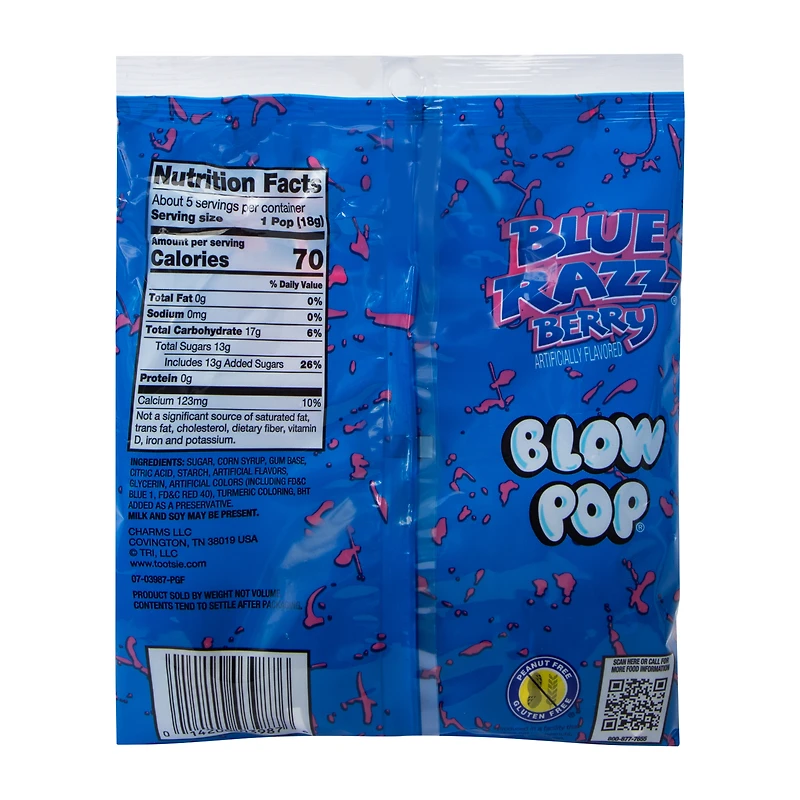 Nutrition Facts
About 5 servings per container
Serving size 1 Pop (18g)
Amount per serving
Calories 70
% Daily Value
Total Fat 0g 0%
Sodium 0mg 0%
Total Carbohydrate 17g 6%
Total Sugars 13g
Includes 13g Added Sugars 26%
Protein 0g
Calcium 123mg 10%
Not a significant source of saturated fat,
trans fat, cholesterol, dietary fiber, vitamin
D, iron and potassium.
INGREDIENTS: SUGAR, CORN SYRUP, GUM BASE,
CITRIC ACID, STARCH, ARTIFICIAL FLAVORS,
GLYCERIN, ARTIFICIAL COLORS (INCLUDING FD&C
BLUE 1, FD&C RED 40), TURMERIC COLORING, BHT
ADDED AS A PRESERVATIVE.
MILK AND SOY MAY BE PRESENT.
CHARMS LLC
COVINGTON, TN 38019 USA
© TRI, LLC
www.tootsie.com
07-03987-PGF
PRODUCT SOLD BY WEIGHT NOT VOLUME
CONTENTS TEND TO SETTLE AFTER
BLUE
RAZZ®
BERRY
ARTIFICIALLY FLAVORED
BLOW
POP®
PEANUT FREE
GLUTEN FREE
SCAN HERE OR CALL FOR
MORE FOOD INFORMATION
800-877-7655